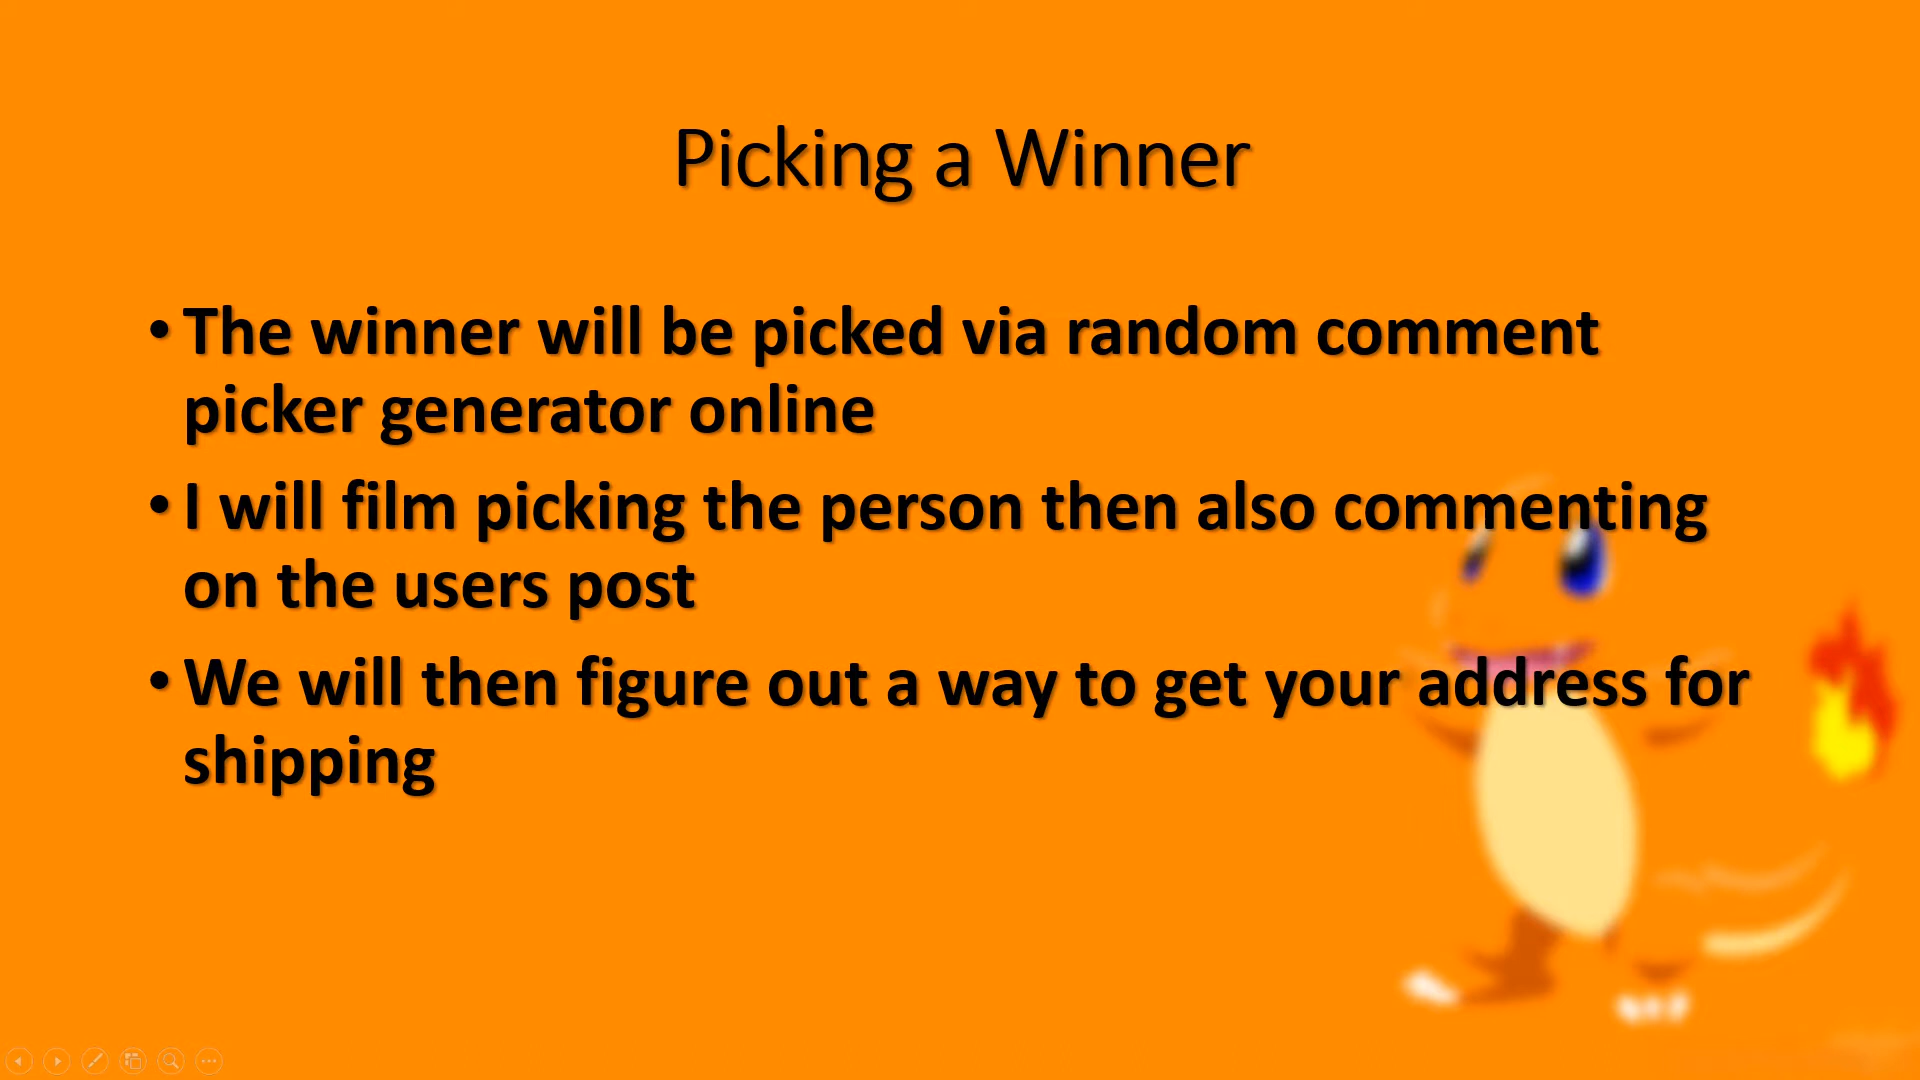 Picking a Winner
• The winner will be picked via random comment
picker generator online
• I will film picking the person then also commenting
on the users post
• We will then figure out a way to get your address for
shipping